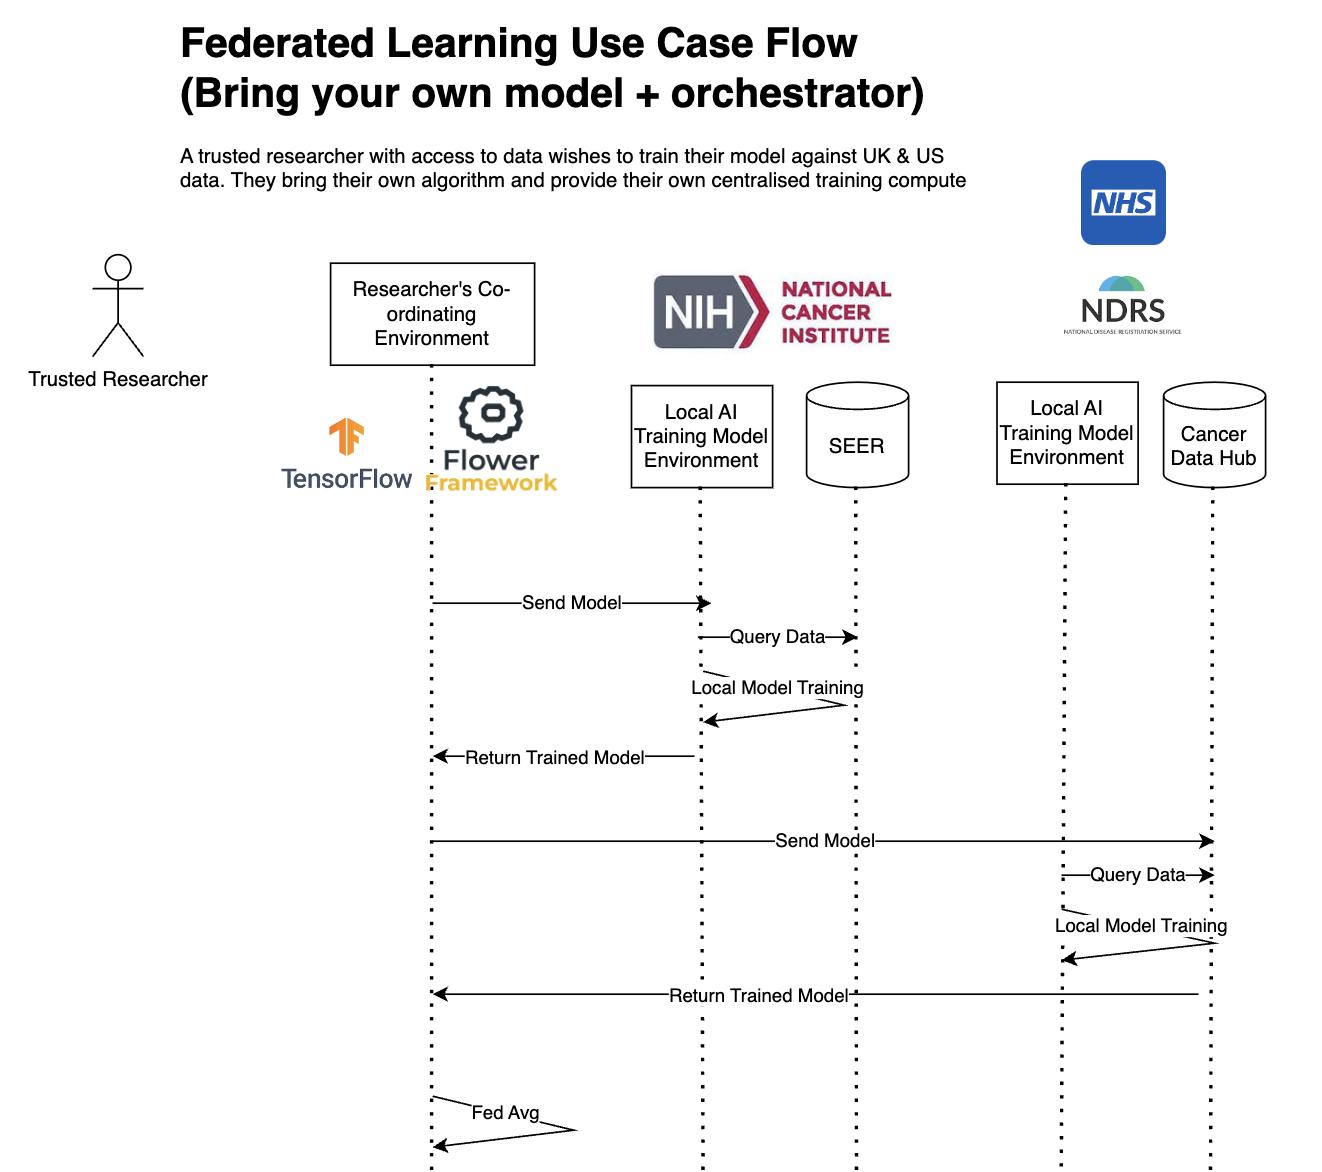 Federated Learning Use Case Flow
(Bring your own model + orchestrator)
A trusted researcher with access to data wishes to train their model against UK & US
data. They bring their own algorithm and provide their own centralised training compute
NHS
NDRS
NATIONAL DISEASE REGISTRATION SERVICE
Trusted Researcher
Researcher's Co-
ordinating
Environment
TensorFlow
Flower
Framework
NIH
NATIONAL
CANCER
INSTITUTE
Local AI
Training Model
Environment
SEER
Local AI
Training Model
Environment
Cancer
Data Hub
Send Model
Query Data
Local Model Training
Return Trained Model
Send Model
Query Data
Local Model Training
Return Trained Model
Fed Avg